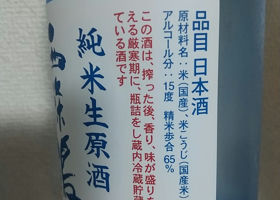 品目 日本酒
原材料名：米(国産)、米こうじ(国産米)
アルコール分：15度 精米歩合65%
この酒は、搾った後、香り、味が盛りを
える厳寒期に、瓶詰をし蔵内冷蔵貯蔵
ている酒です
純米生原酒